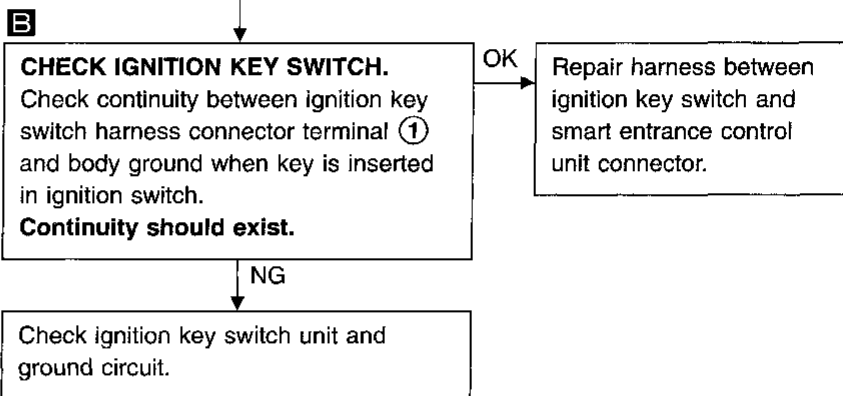 B
CHECK IGNITION KEY SWITCH.
Check continuity between ignition key
switch harness connector terminal ①
and body ground when key is inserted
in ignition switch.
Continuity should exist.
OK
Repair harness between
ignition key switch and
smart entrance control
unit connector.
NG
Check ignition key switch unit and
ground circuit.